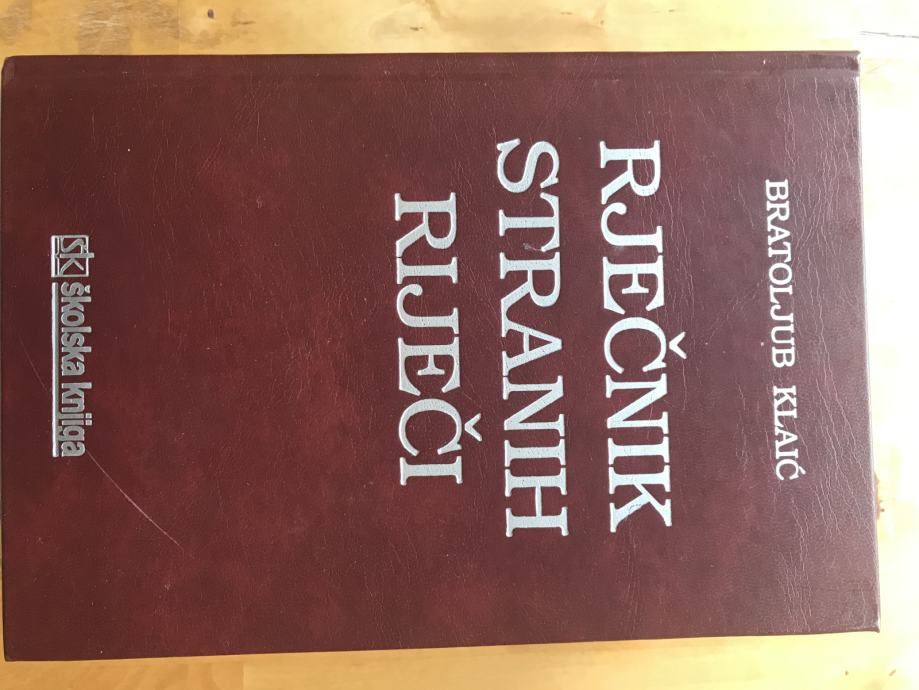 BRATOLJUB KLAIĆ
RJEČNIK
STRANIH
RIJEČI
šk školska knjiga